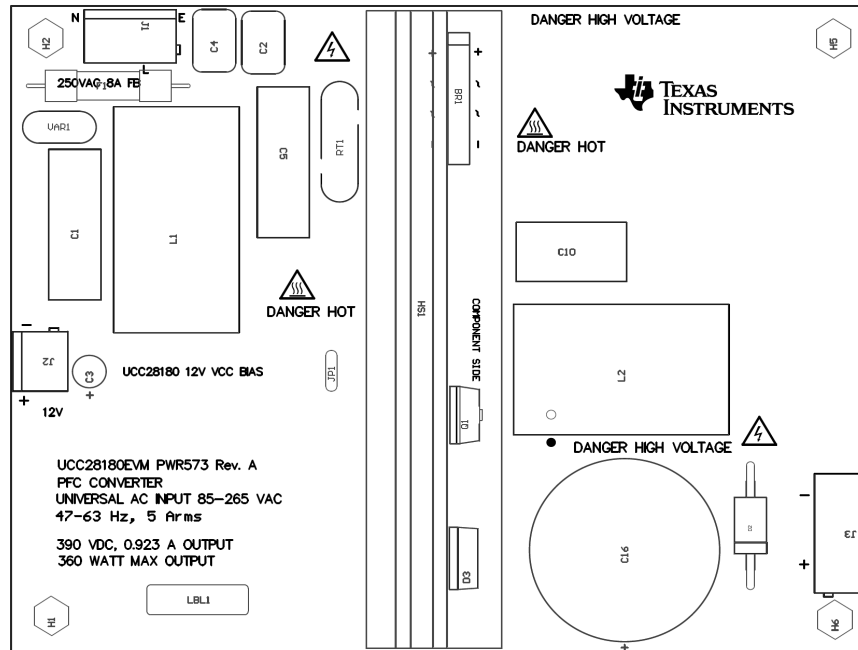 N E
J1
L
C4
C2
H2
250VAC 8A FB
F1
VAR1
C5
RT1
C1
L1
DANGER HOT
J2
C3
UCC28180 12V VCC BIAS
JP1
- +
12V
UCC28180EVM PWR573 Rev. A
PFC CONVERTER
UNIVERSAL AC INPUT 85-265 VAC
47-63 Hz, 5 Arms
390 VDC, 0.923 A OUTPUT
360 WATT MAX OUTPUT
LBL1
H1
HS1
+ ~ ~ -
BR1
+ ~ ~ -
COMPONENT SIDE
Q1
D3
DANGER HIGH VOLTAGE
H5
TEXAS
INSTRUMENTS
DANGER HOT
C10
L2
DANGER HIGH VOLTAGE
C16
+
- +
J3
H6